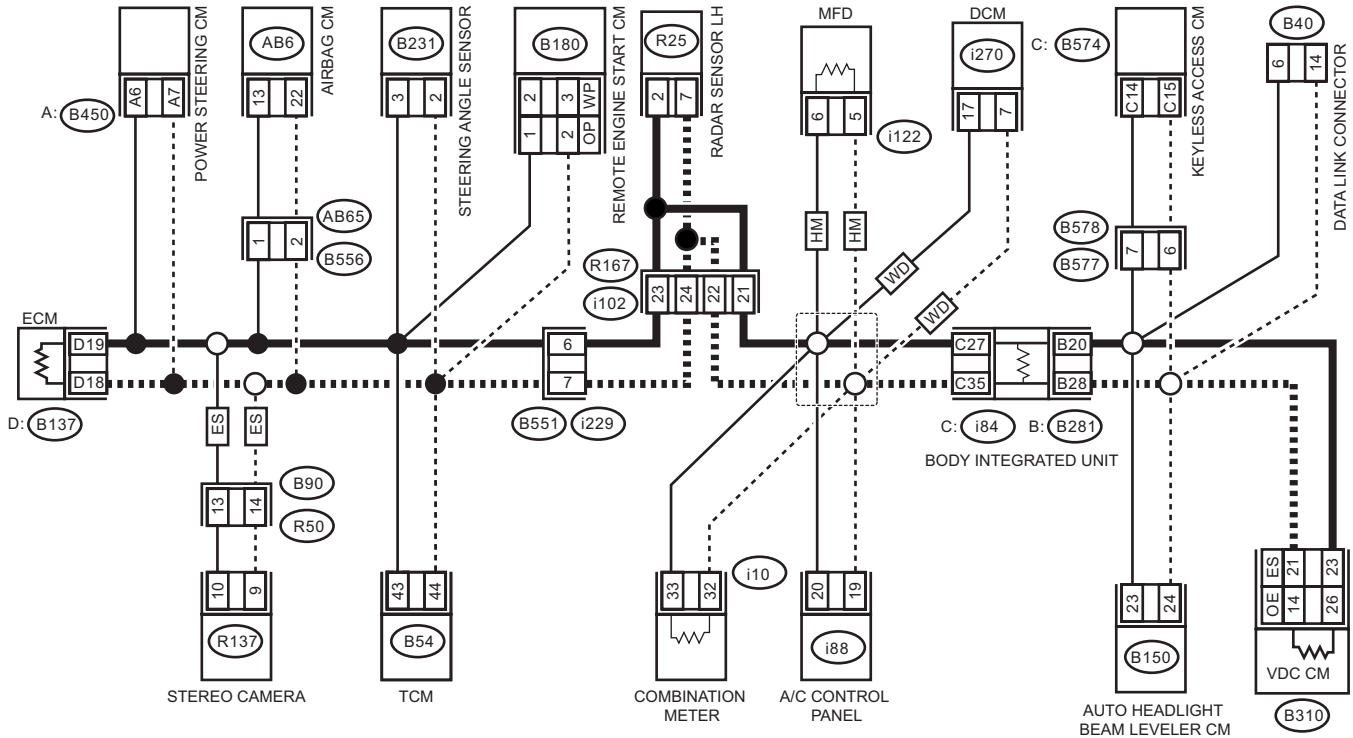 A: B450
A6 A7
POWER STEERING CM
AB6
13 22
AIRBAG CM
1 2
AB65
B556
B231
3 2
STEERING ANGLE SENSOR
B180
2 3 WP
1 2 OP
REMOTE ENGINE START CM
R25
2 7
RADAR SENSOR LH
R167
i102
23 24 22 21
MFD
6 5
i122
HM HM
DCM
i270
17 7
WD
WD
C: B574
C14 C15
KEYLESS ACCESS CM
B578
B577
7 6
B40
6 14
DATA LINK CONNECTOR
ECM
D19
D18
D: B137
6
7
B551 i229
C27 B20
C35 B28
C: i84 B: B281
BODY INTEGRATED UNIT
ES ES
13 14
B90
R50
10 9
R137
STEREO CAMERA
43 44
B54
TCM
33 32
i10
COMBINATION
METER
20 19
i88
A/C CONTROL
PANEL
23 24
B150
AUTO HEADLIGHT
BEAM LEVELER CM
ES 21 23
OE 14 26
VDC CM
B310